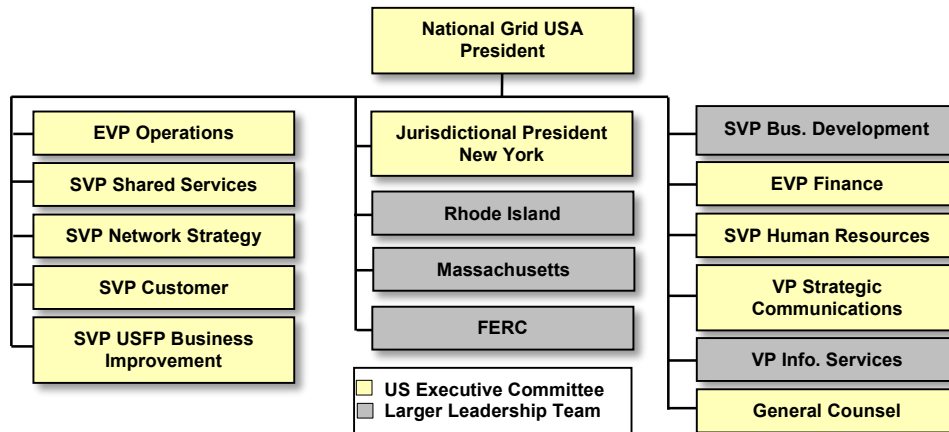 National Grid USA
President
EVP Operations
SVP Shared Services
SVP Network Strategy
SVP Customer
SVP USFP Business
Improvement
Jurisdictional President
New York
Rhode Island
Massachusetts
FERC
US Executive Committee
Larger Leadership Team
SVP Bus. Development
EVP Finance
SVP Human Resources
VP Strategic
Communications
VP Info. Services
General Counsel